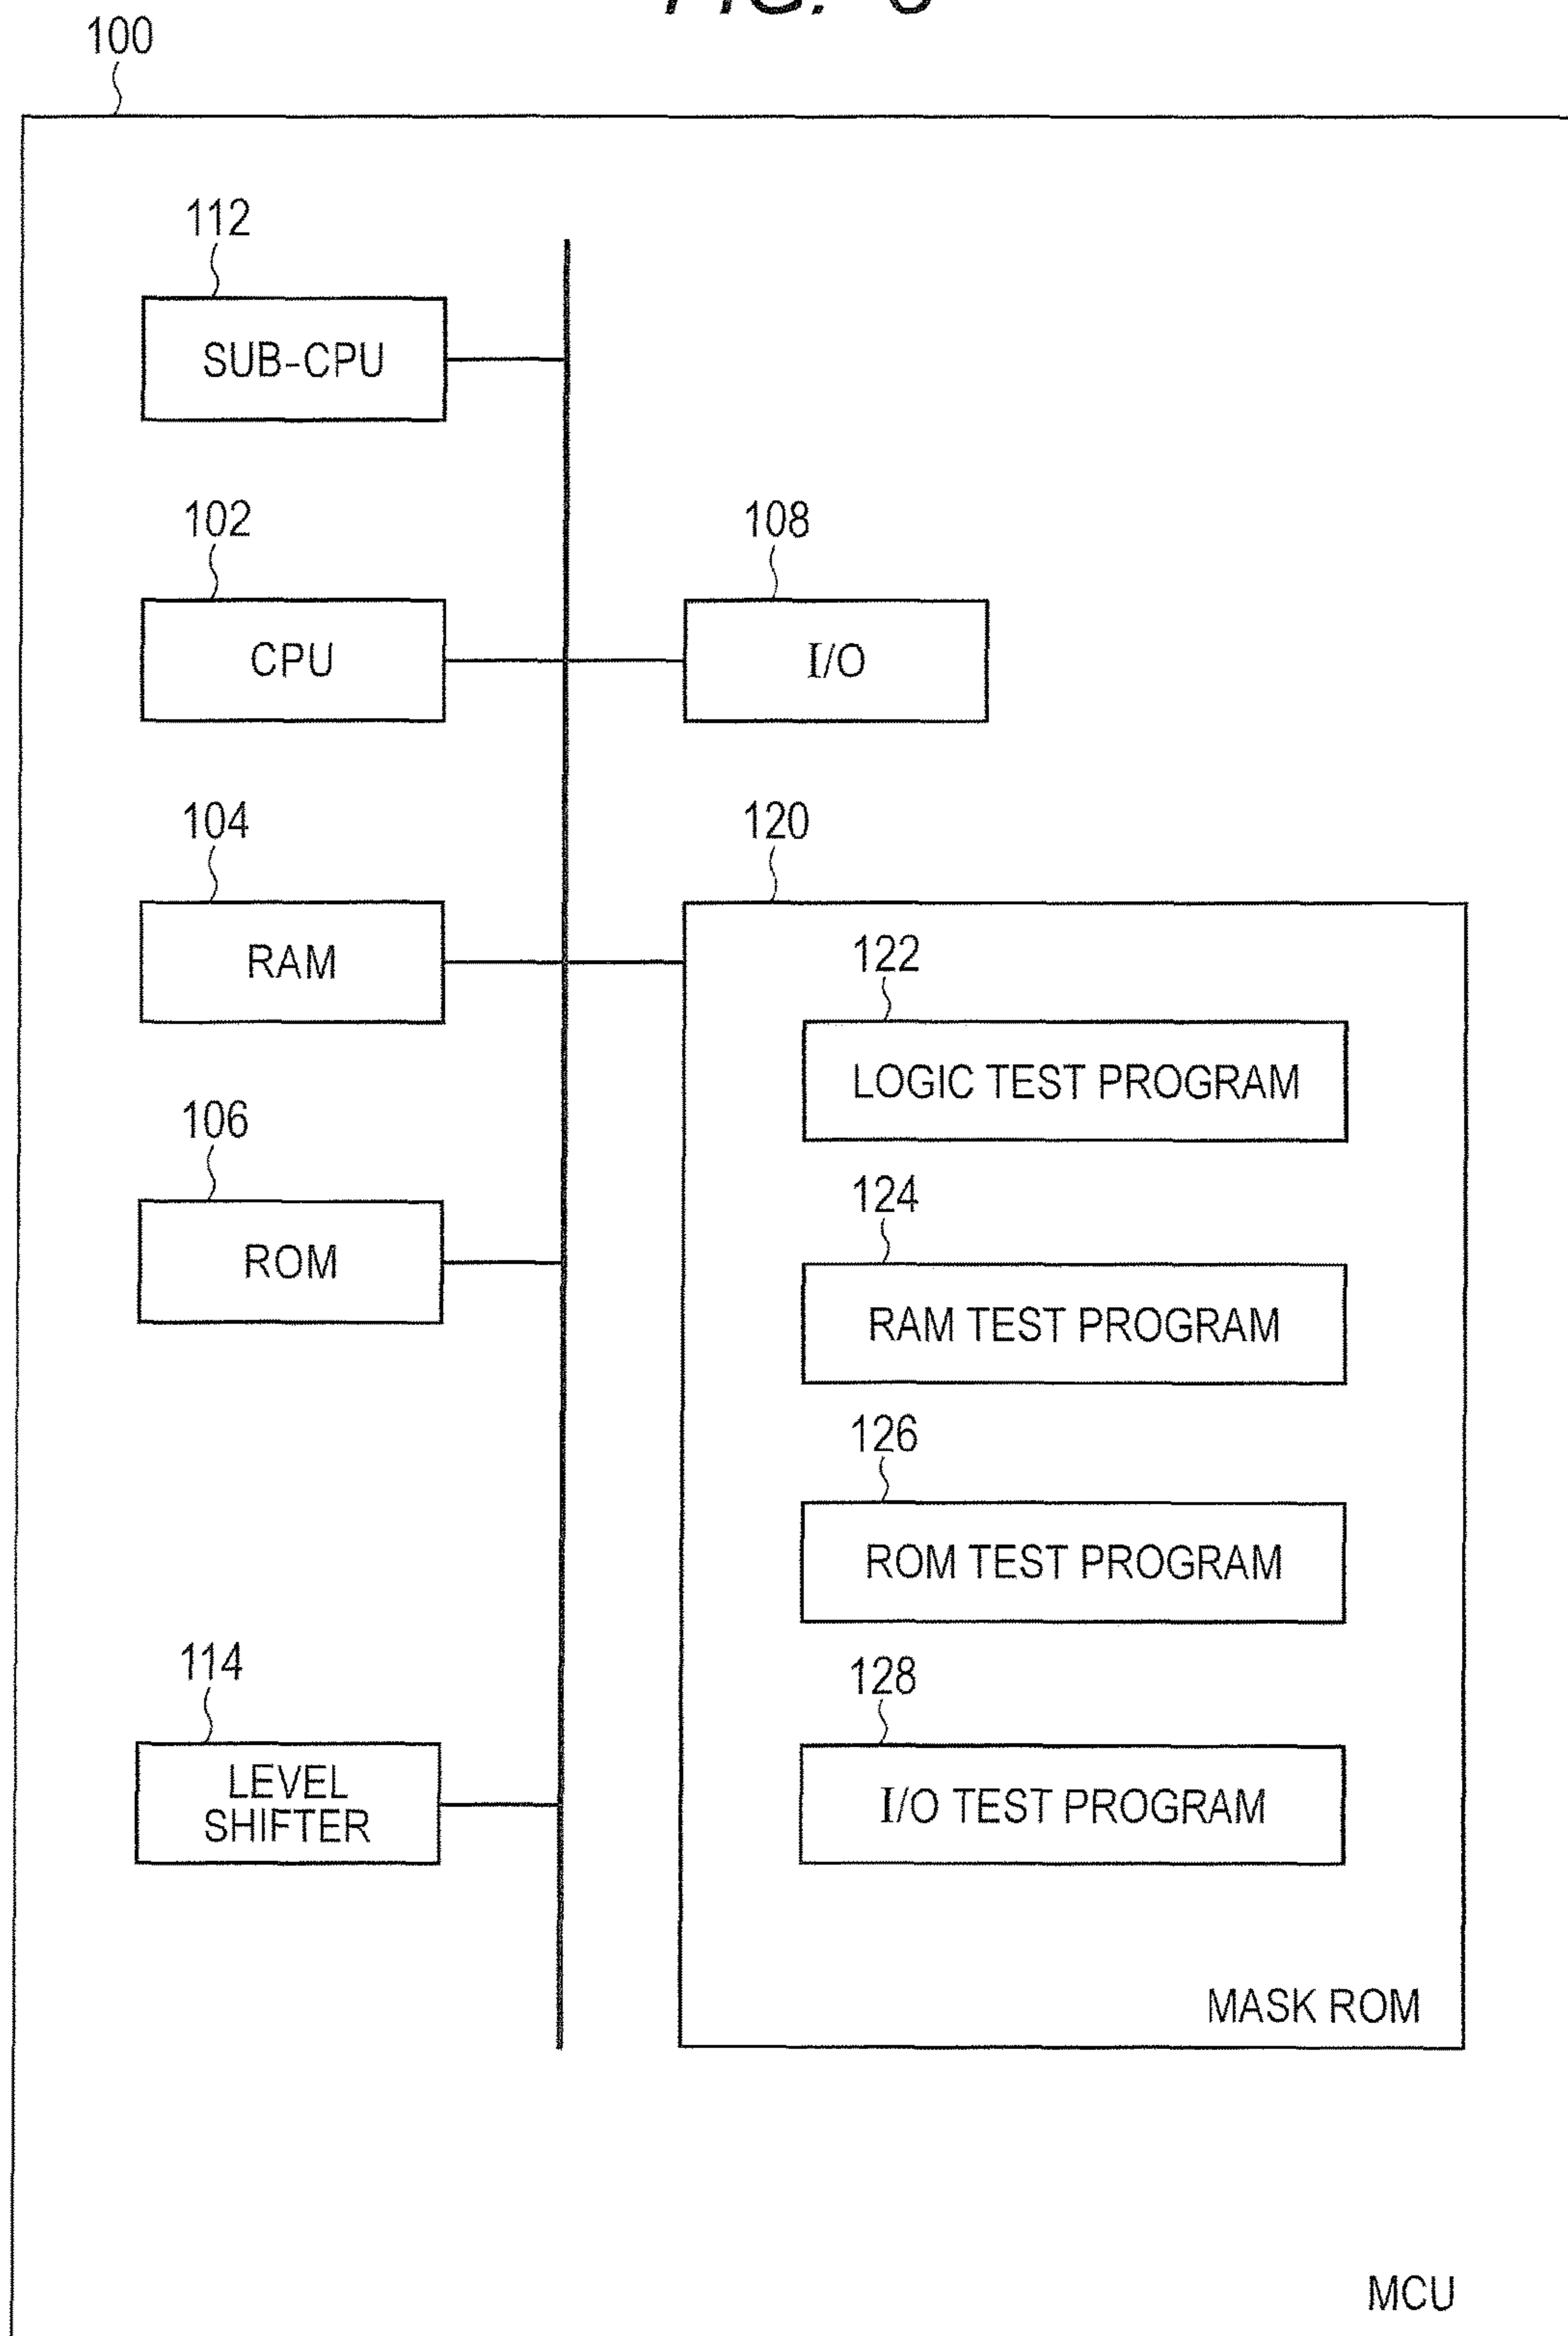 100
112
SUB-CPU
102
CPU
108
I/O
104
RAM
120
122
LOGIC TEST PROGRAM
106
ROM
124
RAM TEST PROGRAM
126
ROM TEST PROGRAM
114
LEVEL
SHIFTER
128
I/O TEST PROGRAM
MASK ROM
MCU